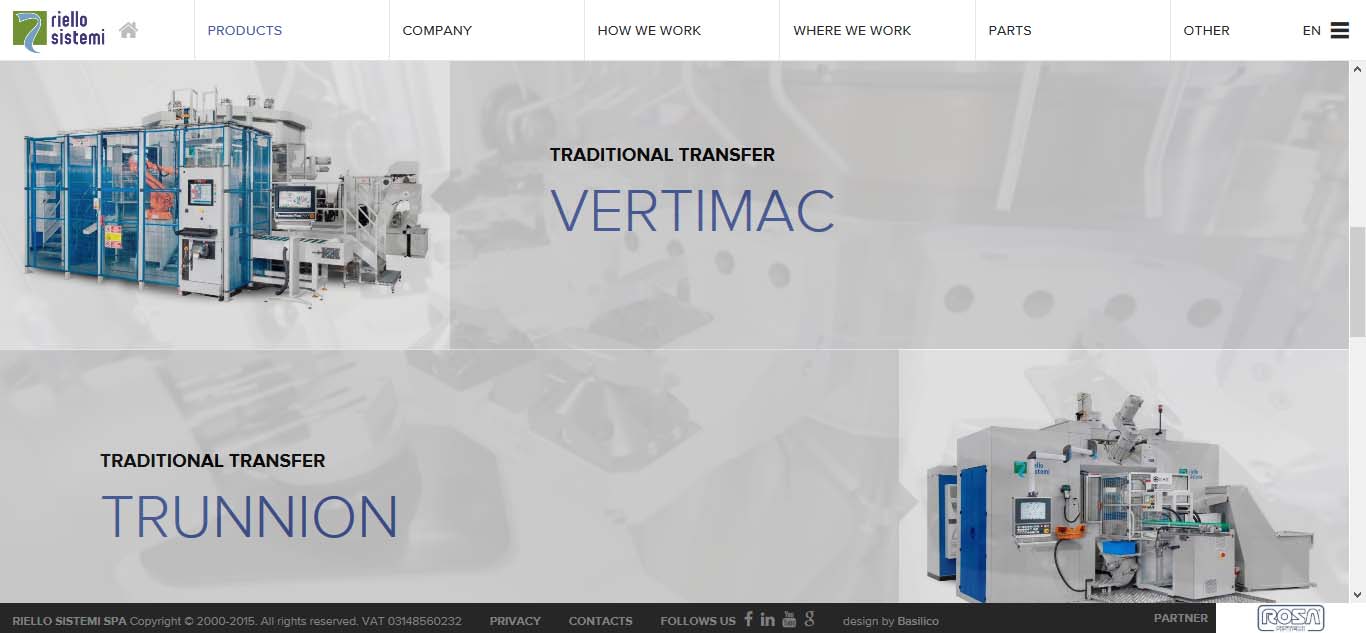 riello
sistemi
PRODUCTS
COMPANY
HOW WE WORK
WHERE WE WORK
PARTS
OTHER
EN
TRADITIONAL TRANSFER
VERTIMAC
TRADITIONAL TRANSFER
TRUNNION
riello
sistemi
RIELLO SISTEMI SPA Copyright © 2000-2015. All rights reserved. VAT 03148560232
PRIVACY
CONTACTS
FOLLOWS US
design by Basilico
PARTNER
ROSA